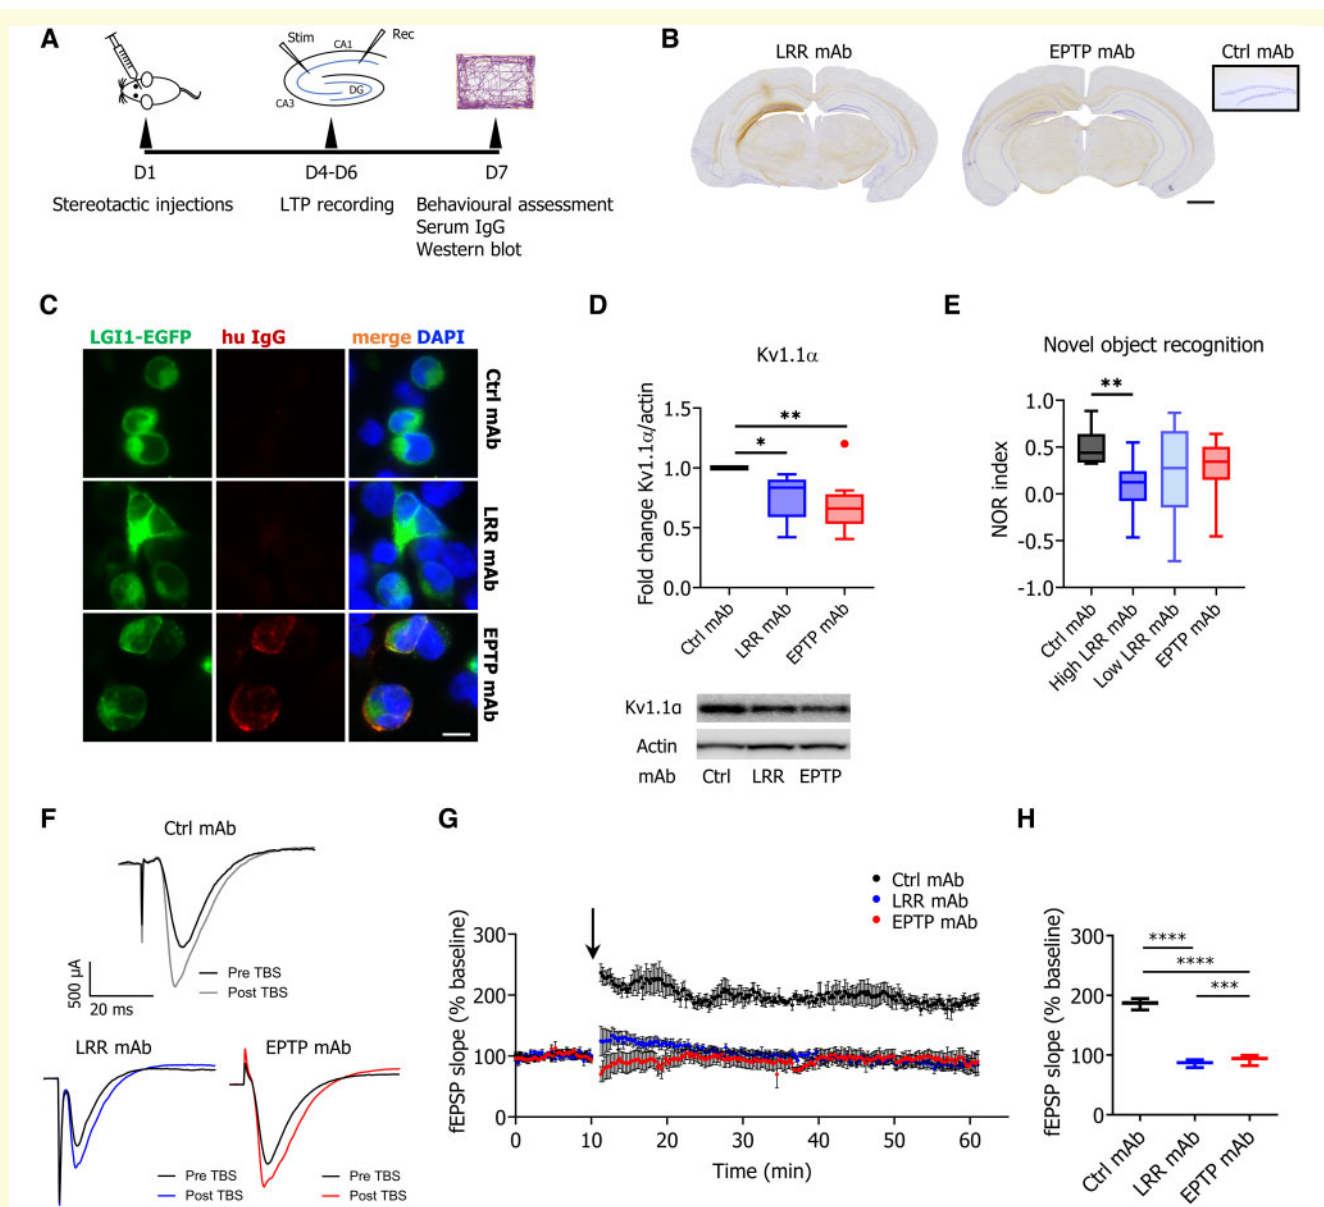 A
Stim
Rec
CA1
DG
CA3
D1
D4-D6
D7
Stereotactic injections
LTP recording
Behavioural assessment
Serum IgG
Western blot
B
LRR mAb
EPTP mAb
Ctrl mAb
C
LGI1-EGFP
hu IgG
merge DAPI
Ctrl mAb
LRR mAb
EPTP mAb
D
Kv1.1α
Fold change Kv1.1α/actin
1.5
1.0
0.5
0.0
*
**
Ctrl mAb
LRR mAb
EPTP mAb
Kv1.1α
Actin
mAb Ctrl LRR EPTP
E
Novel object recognition
NOR index
1.0
0.5
0.0
-0.5
-1.0
**
Ctrl mAb
High LRR mAb
Low LRR mAb
EPTP mAb
F
Ctrl mAb
500 µA
20 ms
Pre TBS
Post TBS
LRR mAb
Pre TBS
Post TBS
EPTP mAb
Pre TBS
Post TBS
G
Ctrl mAb
LRR mAb
EPTP mAb
fEPSP slope (% baseline)
300
200
100
0
0 10 20 30 40 50 60
Time (min)
H
fEPSP slope (% baseline)
300
200
100
0
****
****
***
Ctrl mAb
LRR mAb
EPTP mAb